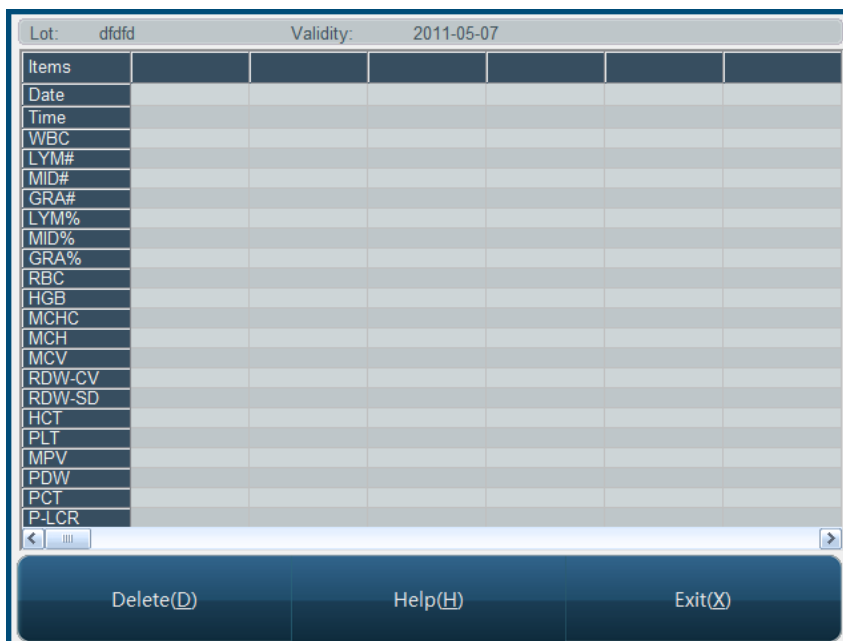 Lot: dfdfd Validity: 2011-05-07
Items
Date
Time
WBC
LYM#
MID#
GRA#
LYM%
MID%
GRA%
RBC
HGB
MCHC
MCH
MCV
RDW-CV
RDW-SD
HCT
PLT
MPV
PDW
PCT
P-LCR
Delete(D) Help(H) Exit(X)